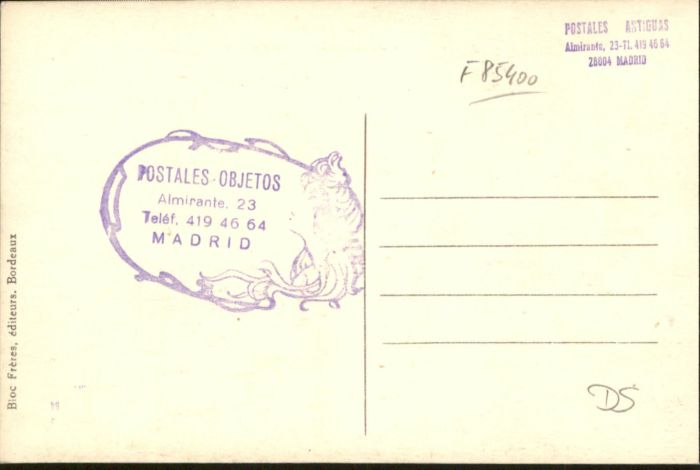 POSTALES ANTIGUAS
Almirante, 23-Tl. 419 46 64
28004 MADRID
F 85400
POSTALES-OBJETOS
Almirante, 23
Teléf. 419 46 64
MADRID
Bloc Frères, éditeurs. Bordeaux
DS